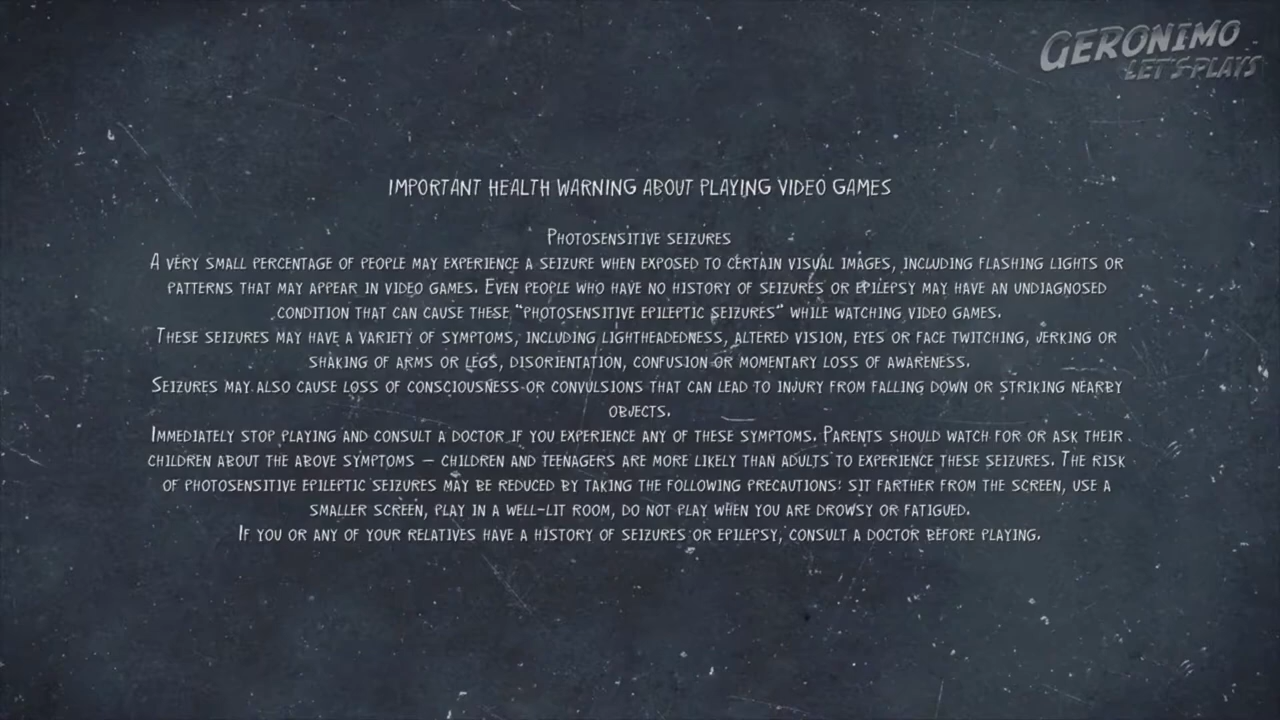 GERONIMO
LET'S-PLAYS
IMPORTANT HEALTH WARNING ABOUT PLAYING VIDEO GAMES
PHOTOSENSITIVE SEIZURES
A VERY SMALL PERCENTAGE OF PEOPLE MAY EXPERIENCE A SEIZURE WHEN EXPOSED TO CERTAIN VISUAL IMAGES, INCLUDING FLASHING LIGHTS OR
PATTERNS THAT MAY APPEAR IN VIDEO GAMES. EVEN PEOPLE WHO HAVE NO HISTORY OF SEIZURES OR EPILEPSY MAY HAVE AN UNDIAGNOSED
CONDITION THAT CAN CAUSE THESE "PHOTOSENSITIVE EPILEPTIC SEIZURES" WHILE WATCHING VIDEO GAMES.
THESE SEIZURES MAY HAVE A VARIETY OF SYMPTOMS, INCLUDING LIGHTHEADEDNESS, ALTERED VISION, EYES OR FACE TWITCHING, JERKING OR
SHAKING OF ARMS OR LEGS, DISORIENTATION, CONFUSION OR MOMENTARY LOSS OF AWARENESS.
SEIZURES MAY ALSO CAUSE LOSS OF CONSCIOUSNESS OR CONVULSIONS THAT CAN LEAD TO INJURY FROM FALLING DOWN OR STRIKING NEARBY
OBJECTS.
IMMEDIATELY STOP PLAYING AND CONSULT A DOCTOR IF YOU EXPERIENCE ANY OF THESE SYMPTOMS. PARENTS SHOULD WATCH FOR OR ASK THEIR
CHILDREN ABOUT THE ABOVE SYMPTOMS – CHILDREN AND TEENAGERS ARE MORE LIKELY THAN ADULTS TO EXPERIENCE THESE SEIZURES. THE RISK
OF PHOTOSENSITIVE EPILEPTIC SEIZURES MAY BE REDUCED BY TAKING THE FOLLOWING PRECAUTIONS: SIT FARTHER FROM THE SCREEN, USE A
SMALLER SCREEN, PLAY IN A WELL-LIT ROOM, DO NOT PLAY WHEN YOU ARE DROWSY OR FATIGUED.
IF YOU OR ANY OF YOUR RELATIVES HAVE A HISTORY OF SEIZURES OR EPILEPSY, CONSULT A DOCTOR BEFORE PLAYING.